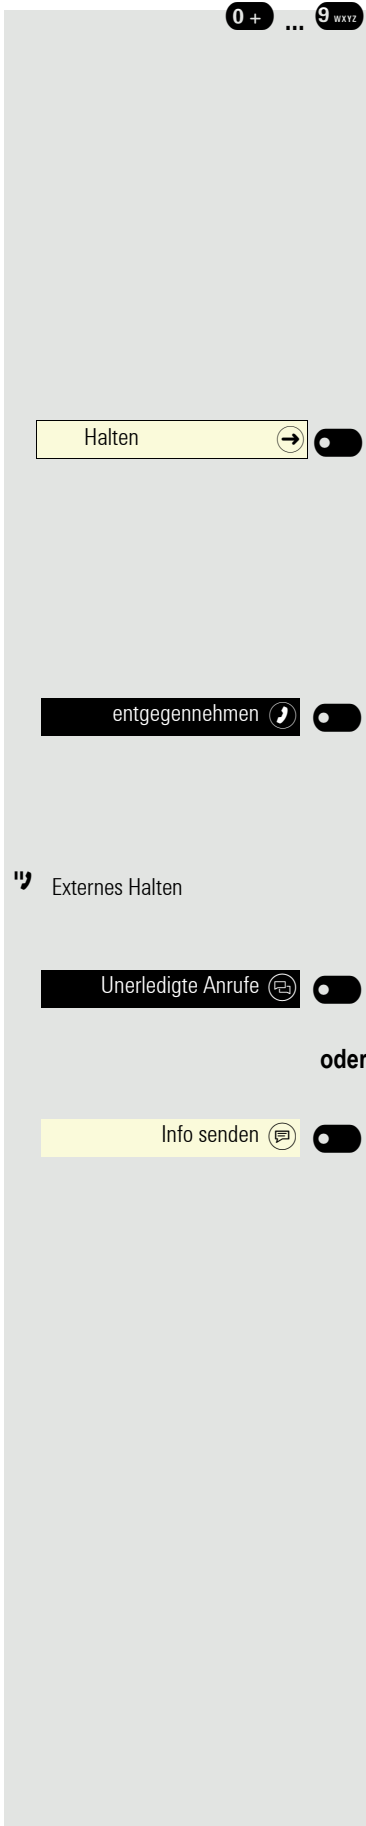 0 + ... 9 WXYZ
Halten
entgegennehmen
Externes Halten
Unerledigte Anrufe
oder
Info senden